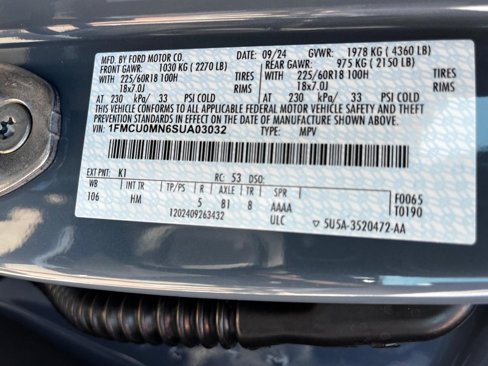 MFD. BY FORD MOTOR CO. DATE: 09/24 GVWR: 1978 KG ( 4360 LB)
FRONT GAWR: 1030 KG ( 2270 LB) REAR GAWR: 975 KG ( 2150 LB)
225/60R18 100H TIRES WITH 225/60R18 100H TIRES
18x7.0J RIMS 18x7.0J RIMS
AT 230 kPa/ 33 PSI COLD AT 230 kPa/ 33 PSI COLD
THIS VEHICLE CONFORMS TO ALL APPLICABLE FEDERAL MOTOR VEHICLE SAFETY AND THEFT
PREVENTION STANDARDS IN EFFECT ON THE DATE OF MANUFACTURE SHOWN ABOVE.
VIN: 1FMCU0MN6SUA03032 TYPE: MPV
EXT PNT: K1 RC: 53 DSO:
WB INT TR TP/PS R AXLE TR SPR F0065
106 HM 5 81 8 AAAA T0190
1202409263432 ULC 5U5A-3520472-AA